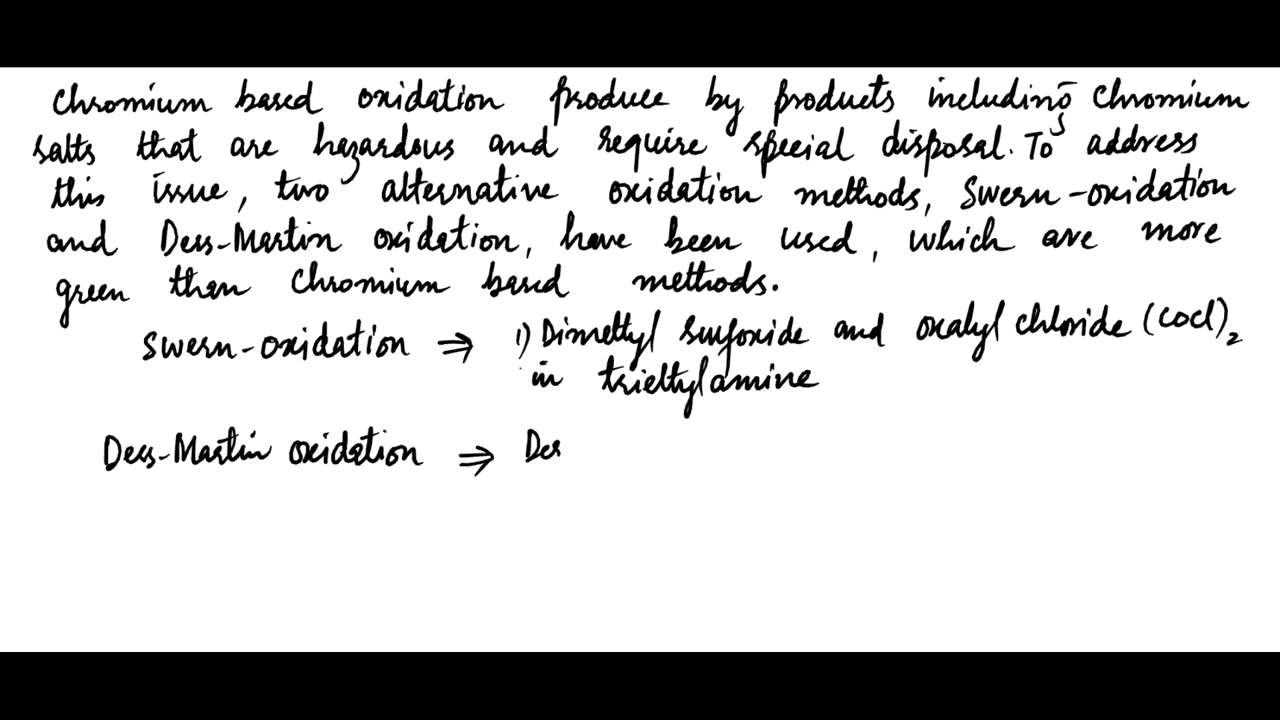 Chromium based oxidation produce by products including chromium
salts that are hazardous and require special disposal. To address
this issue, two alternative oxidation methods, Swern-oxidation
and Dess-Martin oxidation, have been used, which are more
green than Chromium based methods.
Swern-oxidation ⇒ 1) Dimethyl sulfoxide and oxalyl chloride (COCl)₂
in triethylamine
Dess-Martin oxidation ⇒ Des